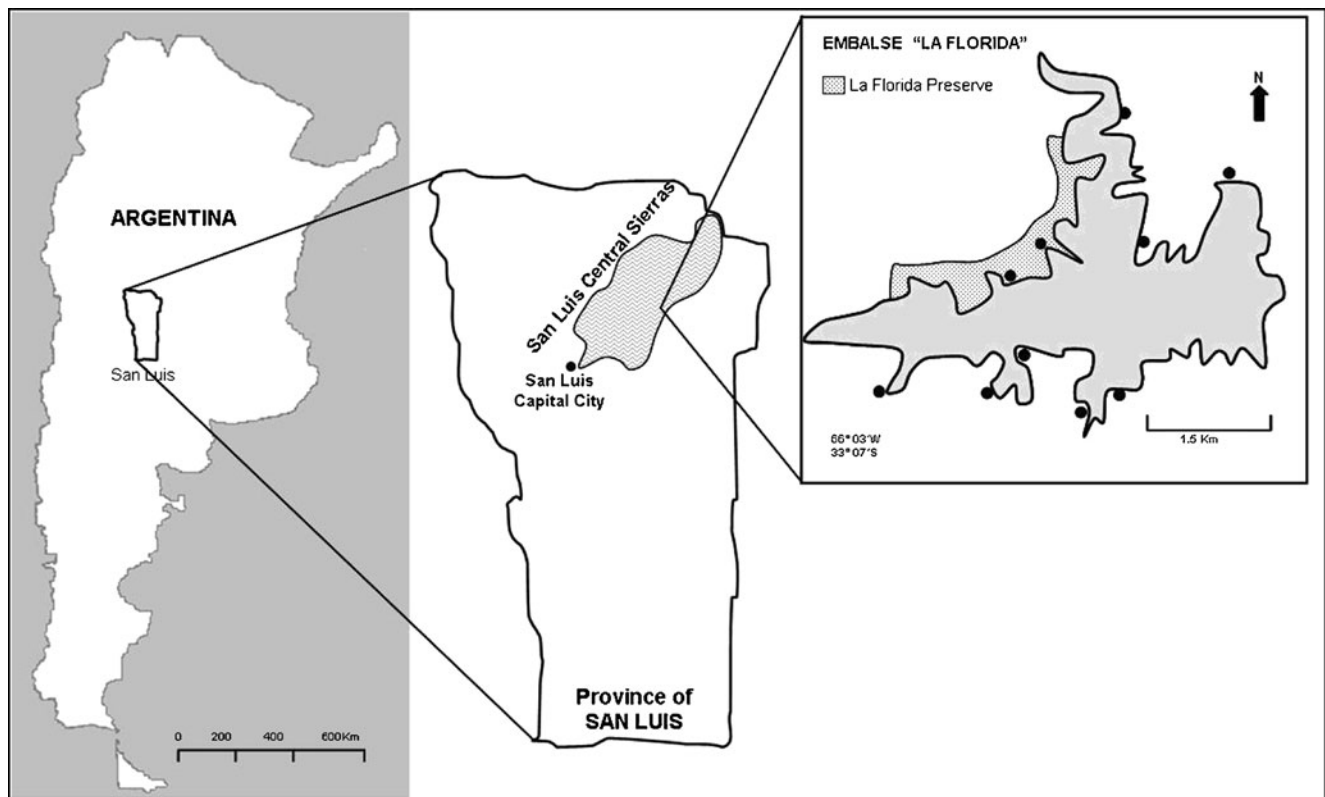 ARGENTINA
San Luis
0 200 400 600Km
San Luis Central Sierras
San Luis
Capital City
Province of
SAN LUIS
EMBALSE "LA FLORIDA"
La Florida Preserve
N
66°03'W
33°07'S
1.5 Km